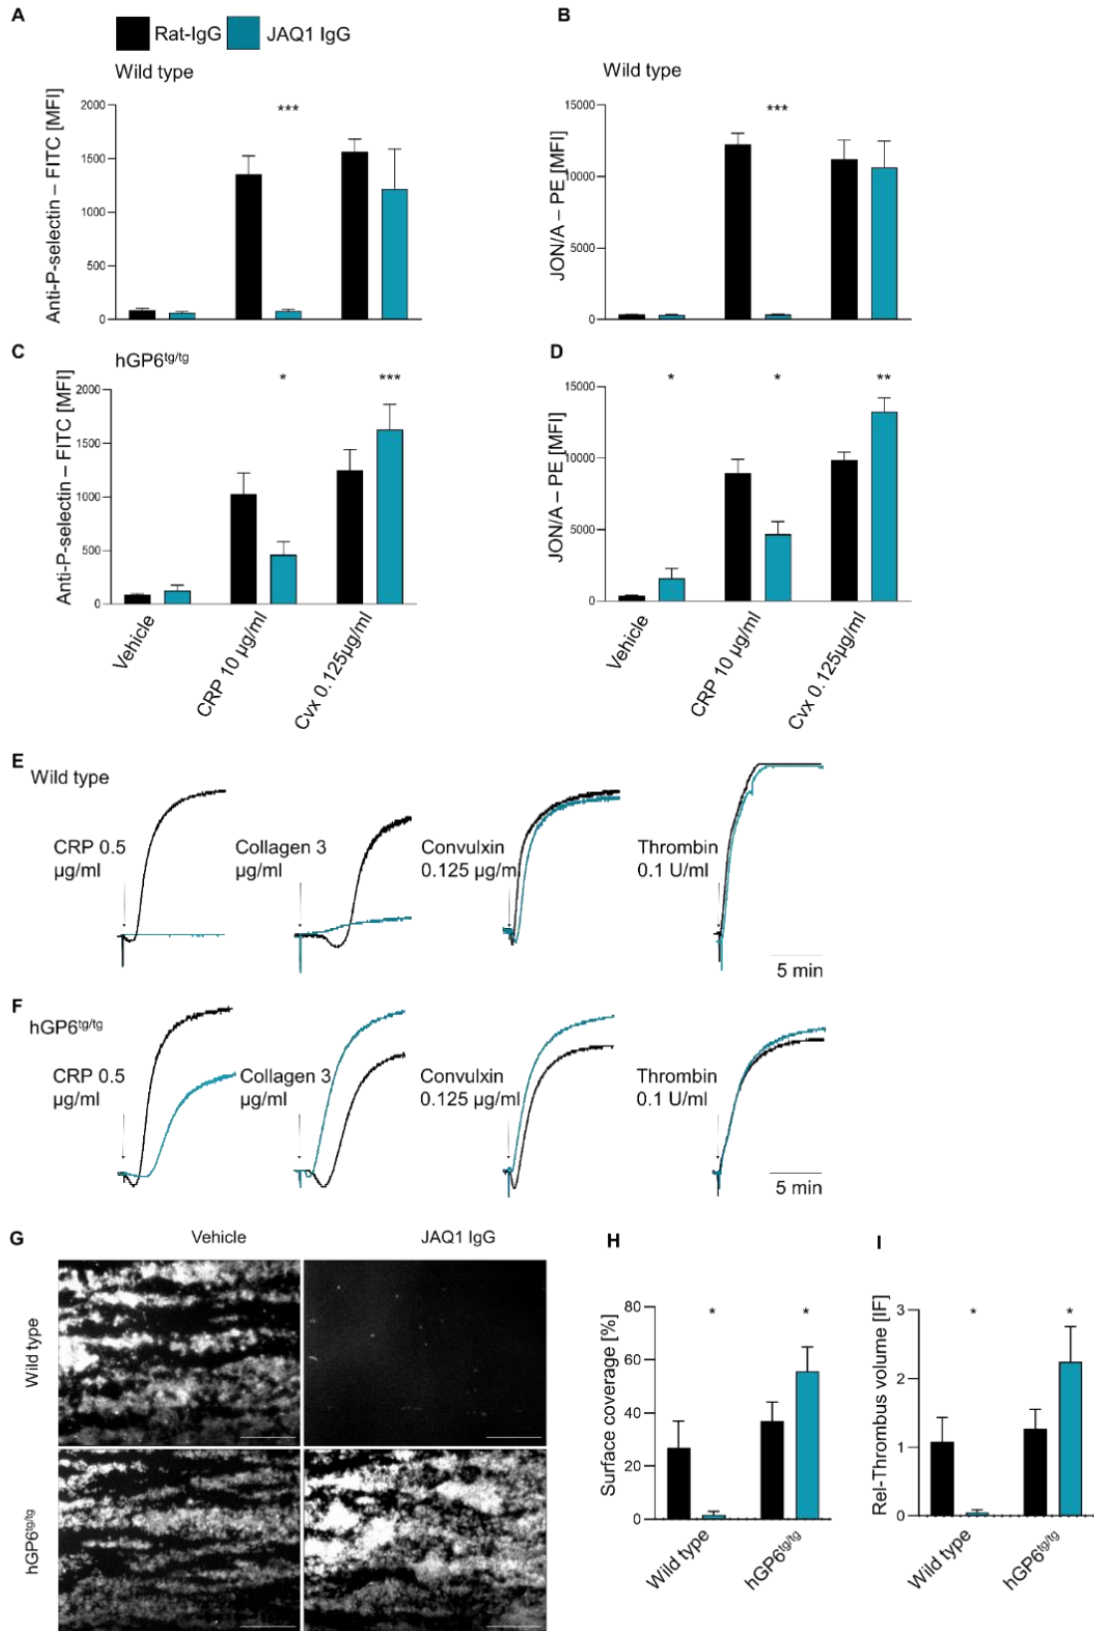 A
B
Rat-IgG JAQ1 IgG
Wild type
Wild type
Anti-P-selectin – FITC [MFI]
2000
1500
1000
500
0
***
JON/A – PE [MFI]
15000
10000
5000
0
***
C
hGP6tg/tg
D
Anti-P-selectin – FITC [MFI]
2000
1500
1000
500
0
*
***
Vehicle
CRP 10 µg/ml
Cvx 0.125µg/ml
JON/A – PE [MFI]
15000
10000
5000
0
*
*
**
Vehicle
CRP 10 µg/ml
Cvx 0.125µg/ml
E
Wild type
CRP 0.5
µg/ml
Collagen 3
µg/ml
Convulxin
0.125 µg/ml
Thrombin
0.1 U/ml
5 min
F
hGP6tg/tg
CRP 0.5
µg/ml
Collagen 3
µg/ml
Convulxin
0.125 µg/ml
Thrombin
0.1 U/ml
5 min
G
Vehicle
JAQ1 IgG
Wild type
hGP6tg/tg
H
Surface coverage [%]
80
60
40
20
0
*
*
Wild type
hGP6tg/tg
I
Rel-Thrombus volume [IF]
3
2
1
0
*
*
Wild type
hGP6tg/tg